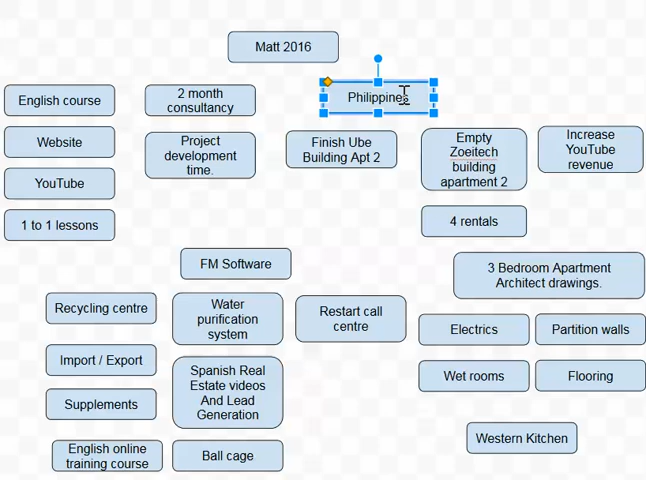 Matt 2016
English course
2 month
consultancy
Philippines
Website
Project
development
time.
Finish Ube
Building Apt 2
Empty
Zoeitech
building
apartment 2
Increase
YouTube
revenue
YouTube
1 to 1 lessons
4 rentals
FM Software
3 Bedroom Apartment
Architect drawings.
Recycling centre
Water
purification
system
Restart call
centre
Electrics
Partition walls
Import / Export
Spanish Real
Estate videos
And Lead
Generation
Wet rooms
Flooring
Supplements
Western Kitchen
English online
training course
Ball cage